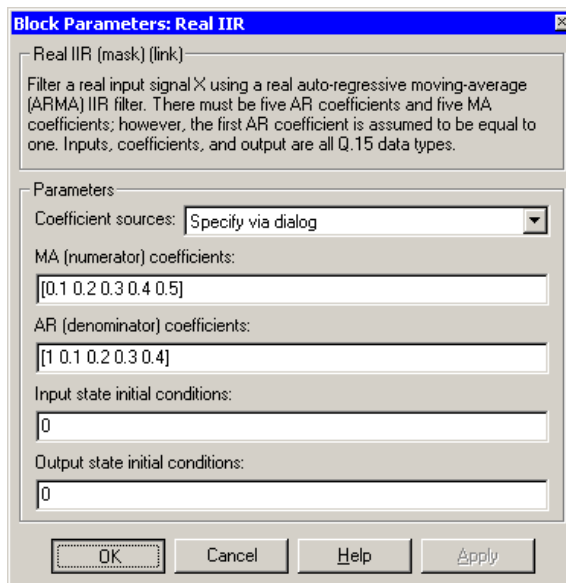 Block Parameters: Real IIR
Real IIR (mask) (link)
Filter a real input signal X using a real auto-regressive moving-average
(ARMA) IIR filter. There must be five AR coefficients and five MA
coefficients; however, the first AR coefficient is assumed to be equal to
one. Inputs, coefficients, and output are all Q.15 data types.
Parameters
Coefficient sources: Specify via dialog
MA (numerator) coefficients:
[0.1 0.2 0.3 0.4 0.5]
AR (denominator) coefficients:
[1 0.1 0.2 0.3 0.4]
Input state initial conditions:
0
Output state initial conditions:
0
OK Cancel Help Apply